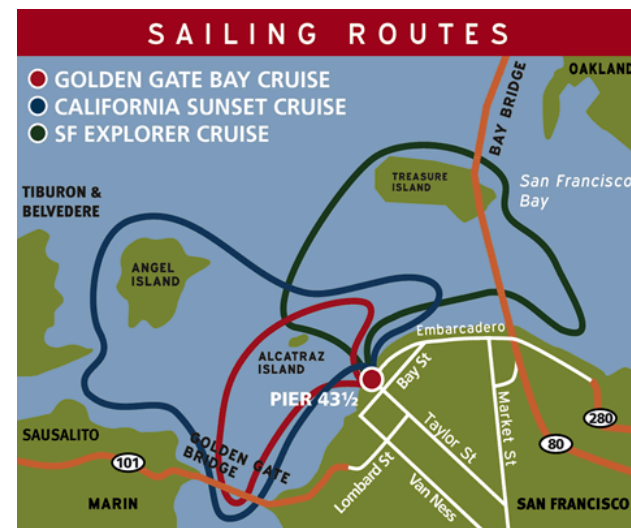 SAILING ROUTES
GOLDEN GATE BAY CRUISE
CALIFORNIA SUNSET CRUISE
SF EXPLORER CRUISE
OAKLAND
BAY BRIDGE
TREASURE
ISLAND
San Francisco
Bay
TIBURON &
BELVEDERE
ANGEL
ISLAND
Embarcadero
ALCATRAZ
ISLAND
Bay St
PIER 43½
Market St
Taylor St
280
SAUSALITO
GOLDEN GATE
BRIDGE
80
101
Lombard St
Van Ness
MARIN
SAN FRANCISCO